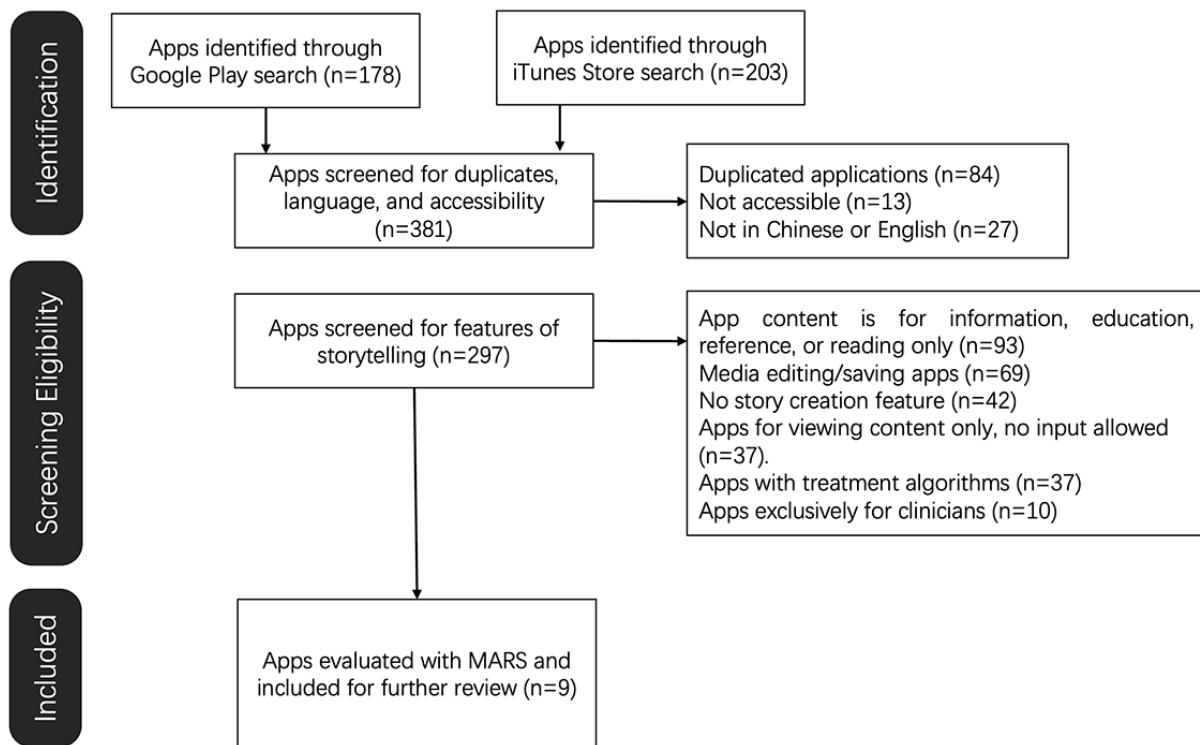 Identification
Apps identified through
Google Play search (n=178)
Apps identified through
iTunes Store search (n=203)
Apps screened for duplicates,
language, and accessibility
(n=381)
Duplicated applications (n=84)
Not accessible (n=13)
Not in Chinese or English (n=27)
Screening Eligibility
Apps screened for features of
storytelling (n=297)
App content is for information, education,
reference, or reading only (n=93)
Media editing/saving apps (n=69)
No story creation feature (n=42)
Apps for viewing content only, no input allowed
(n=37).
Apps with treatment algorithms (n=37)
Apps exclusively for clinicians (n=10)
Included
Apps evaluated with MARS and
included for further review (n=9)